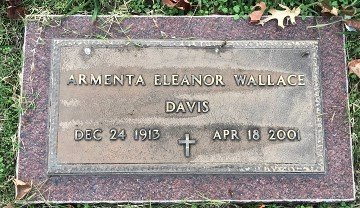 ARMENTA ELEANOR WALLACE
DAVIS
DEC 24 1913 APR 18 2001